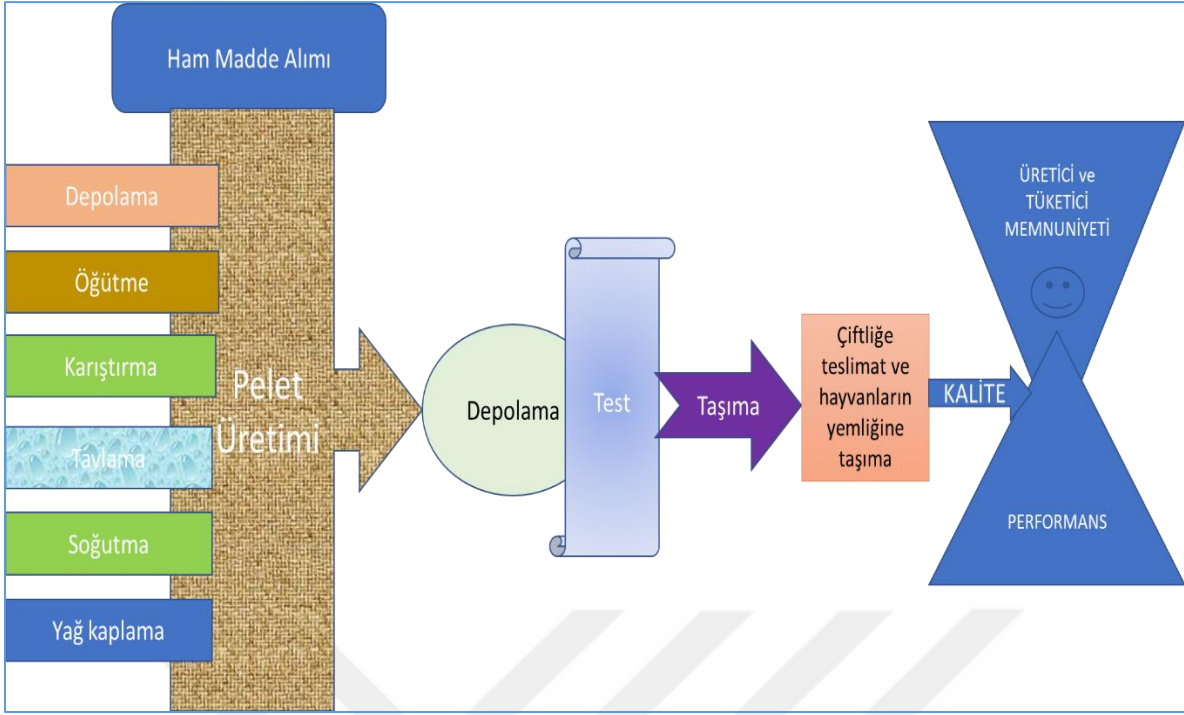 Ham Madde Alımı
Depolama
Öğütme
Karıştırma
Tavlama
Soğutma
Yağ kaplama
Pelet
Üretimi
Depolama
Test
Taşıma
Çiftliğe
teslimat ve
hayvanların
yemliğine
taşıma
KALİTE
ÜRETİCİ ve
TÜKETİCİ
MEMNUNİYETİ
PERFORMANS